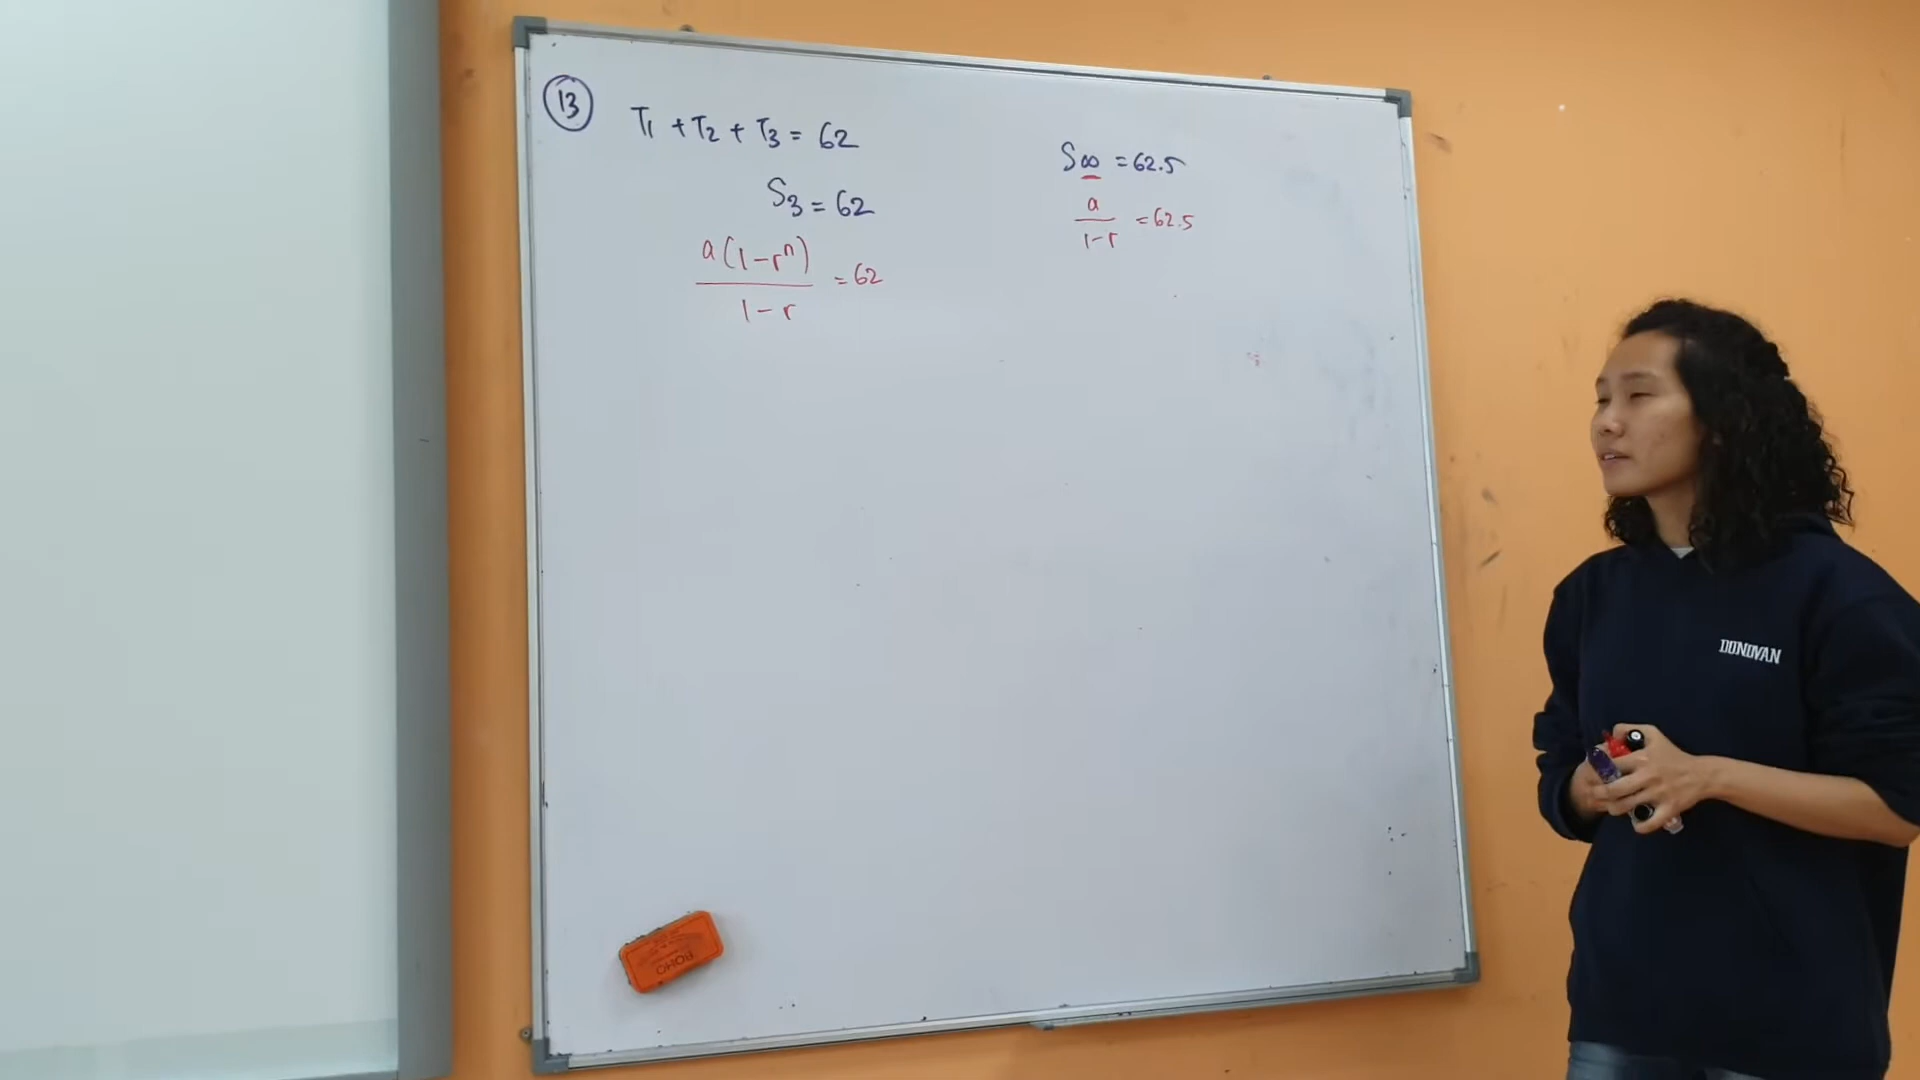 13
T1 + T2 + T3 = 62
S3 = 62
a(1-r^n)
1-r
= 62
S∞ = 62.5
a
1-r
= 62.5
DONOVAN